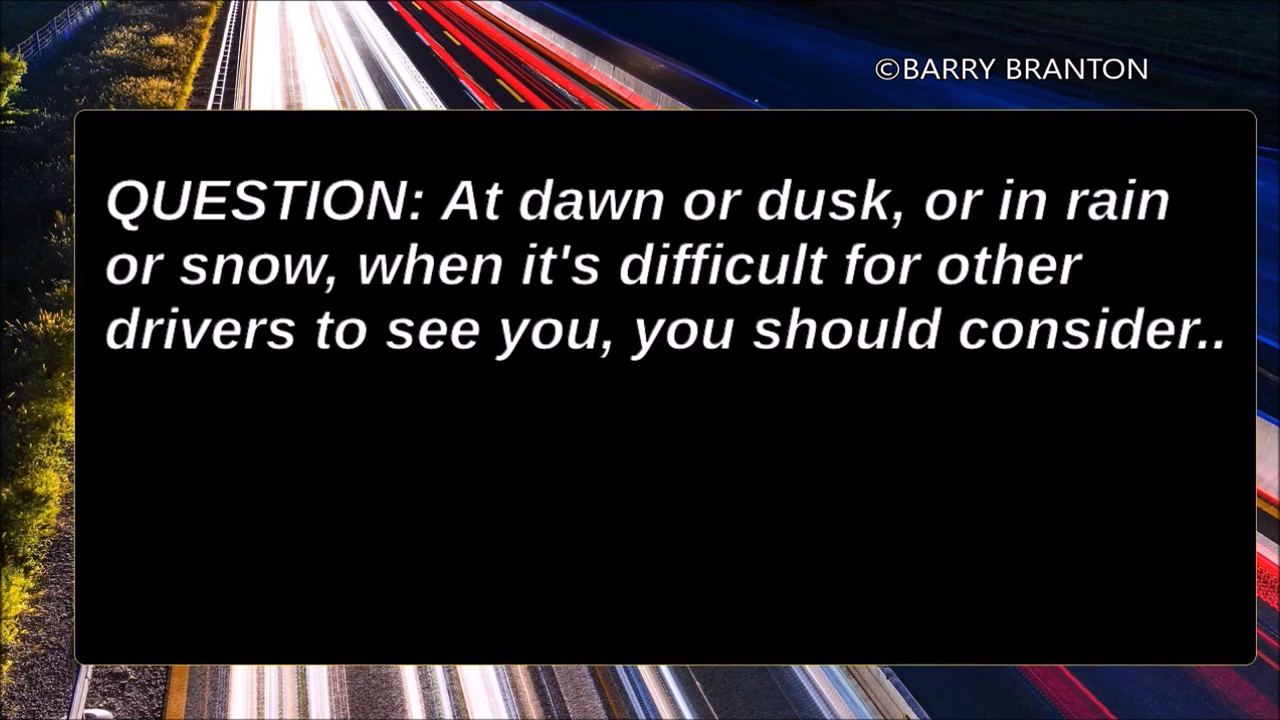 ©BARRY BRANTON
QUESTION: At dawn or dusk, or in rain
or snow, when it's difficult for other
drivers to see you, you should consider..